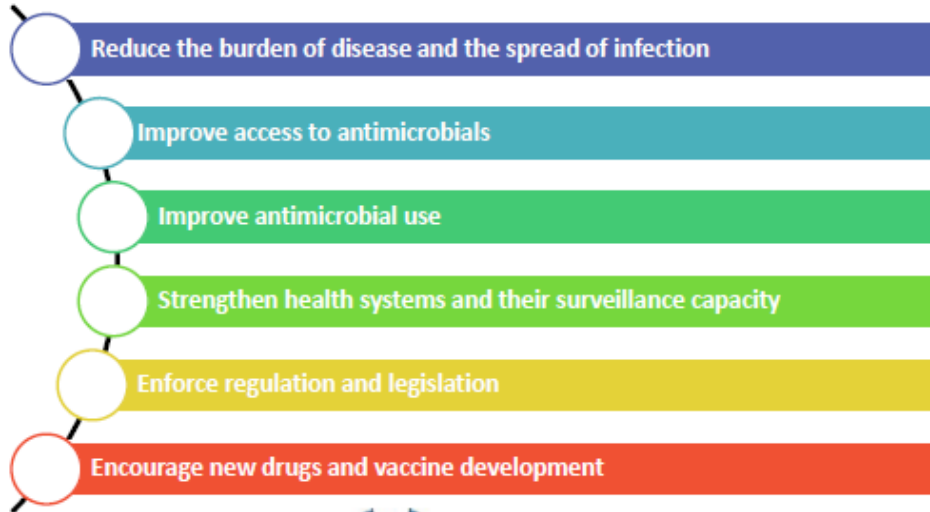 Reduce the burden of disease and the spread of infection
Improve access to antimicrobials
Improve antimicrobial use
Strengthen health systems and their surveillance capacity
Enforce regulation and legislation
Encourage new drugs and vaccine development